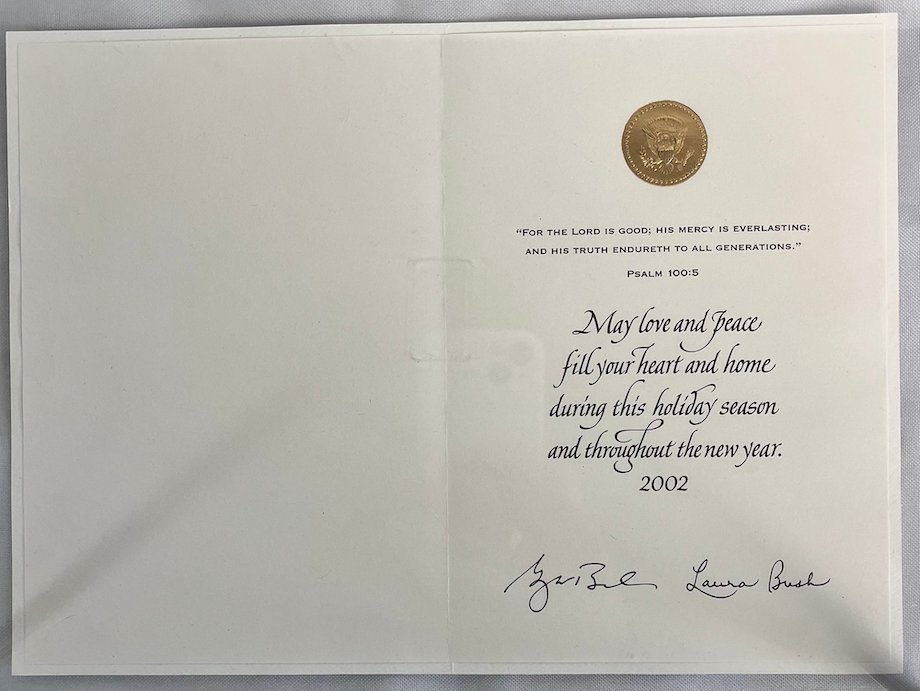 “FOR THE LORD IS GOOD; HIS MERCY IS EVERLASTING;
AND HIS TRUTH ENDURETH TO ALL GENERATIONS.”
PSALM 100:5
May love and peace
fill your heart and home
during this holiday season
and throughout the new year.
2002
Laura Bush